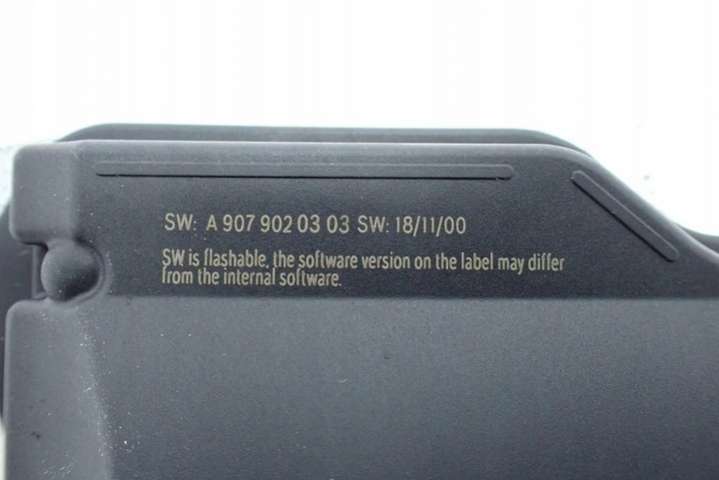 SW: A 907 902 03 03 SW: 18/11/00
SW is flashable, the software version on the label may differ
from the internal software.